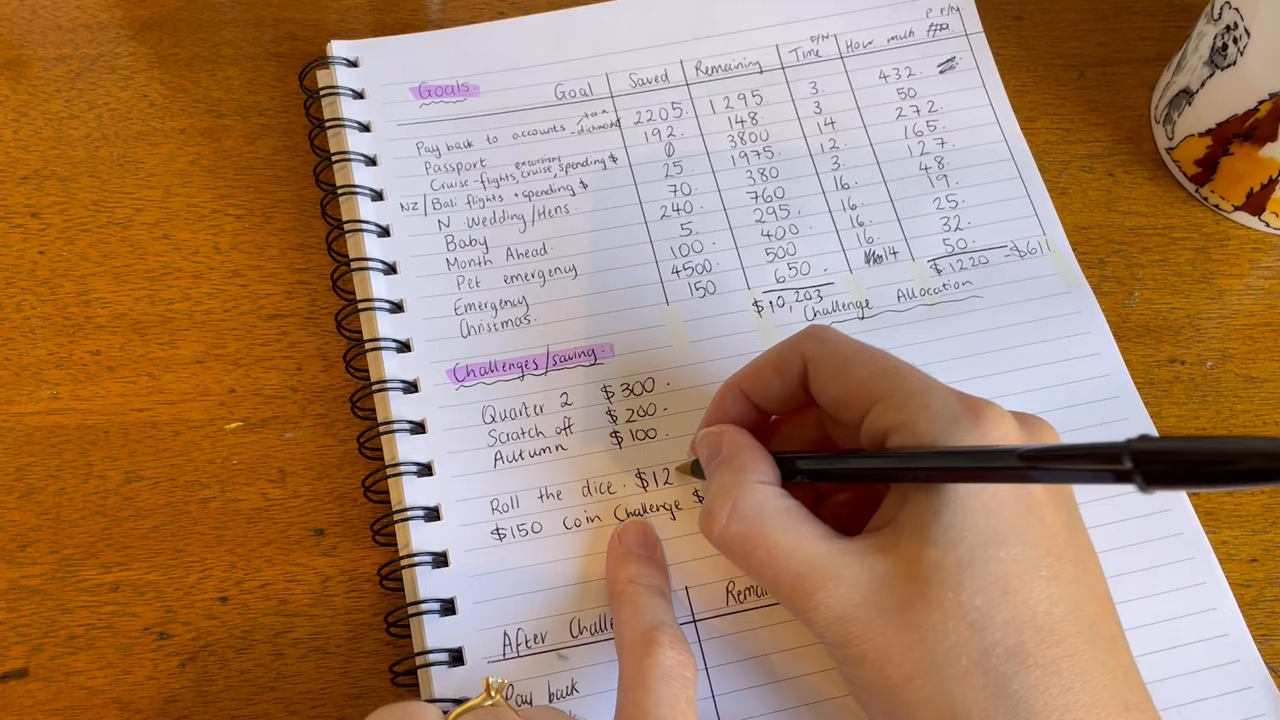 P F/N
F/N
Goals. Goal Saved Remaining Time How much
Pay back to accounts tax 2205. 1295. 3. 432.
Passport 192. 148. 3 50
Cruise-flights, cruise, excursions spending $ 0 3800 14 272.
NZ/Bali flights + spending $ 25. 1975. 12. 165.
N Wedding/Hens. 70. 380 3. 127.
Baby 240. 760 16. 48.
Month Ahead. 5. 295. 16. 19.
Pet emergency 100. 400. 16. 25.
Emergency 4500. 500 16. 32.
Christmas. 150 650. 14 50.
$10,203 $1220 =$611
Challenge Allocation
Challenges/saving.
Quarter 2 $300.
Scratch off $200.
Autumn $100.
Roll the dice. $12
$150 Coin Challenge $
After Challe
Remai
Pay back